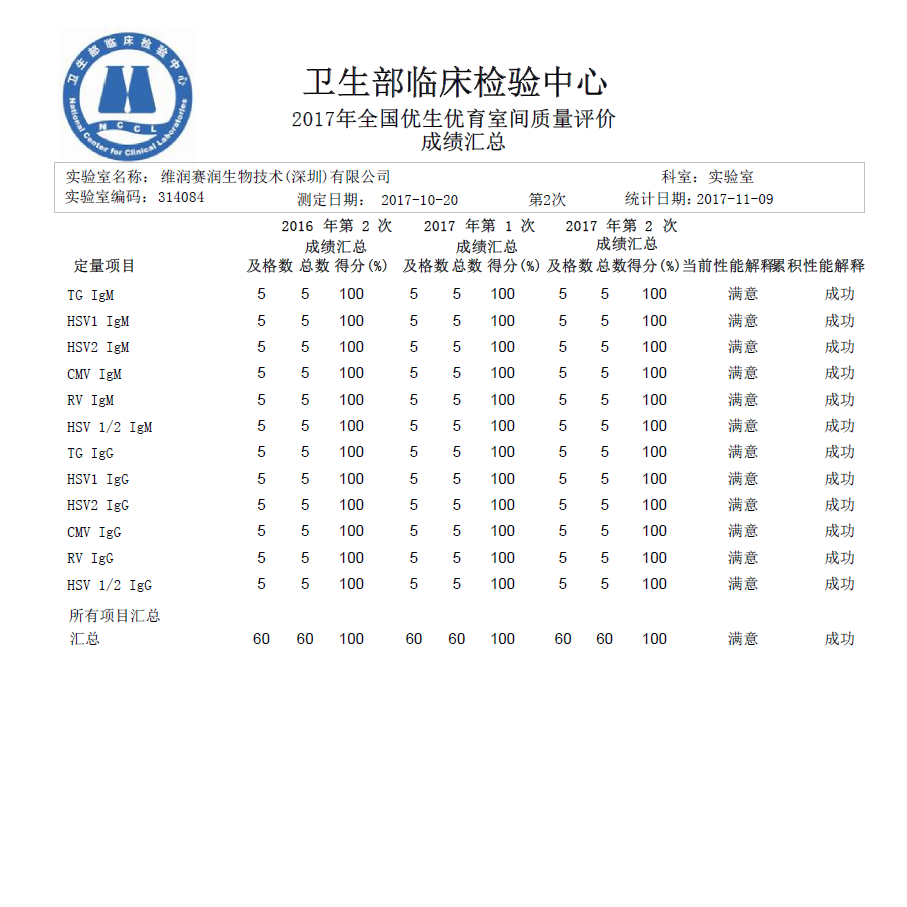 卫生部临床检验中心
NCCL
National Center for Clinical Laboratories
卫生部临床检验中心
2017年全国优生优育室间质量评价
成绩汇总
实验室名称: 维润赛润生物技术(深圳)有限公司 科室: 实验室
实验室编码: 314084 测定日期: 2017-10-20 第2次 统计日期: 2017-11-09
2016 年第 2 次 2017 年第 1 次 2017 年第 2 次
成绩汇总 成绩汇总 成绩汇总
定量项目 及格数 总数 得分(%) 及格数 总数 得分(%) 及格数 总数 得分(%) 当前性能解释 累积性能解释
TG IgM 5 5 100 5 5 100 5 5 100 满意 成功
HSV1 IgM 5 5 100 5 5 100 5 5 100 满意 成功
HSV2 IgM 5 5 100 5 5 100 5 5 100 满意 成功
CMV IgM 5 5 100 5 5 100 5 5 100 满意 成功
RV IgM 5 5 100 5 5 100 5 5 100 满意 成功
HSV 1/2 IgM 5 5 100 5 5 100 5 5 100 满意 成功
TG IgG 5 5 100 5 5 100 5 5 100 满意 成功
HSV1 IgG 5 5 100 5 5 100 5 5 100 满意 成功
HSV2 IgG 5 5 100 5 5 100 5 5 100 满意 成功
CMV IgG 5 5 100 5 5 100 5 5 100 满意 成功
RV IgG 5 5 100 5 5 100 5 5 100 满意 成功
HSV 1/2 IgG 5 5 100 5 5 100 5 5 100 满意 成功
所有项目汇总
汇总 60 60 100 60 60 100 60 60 100 满意 成功